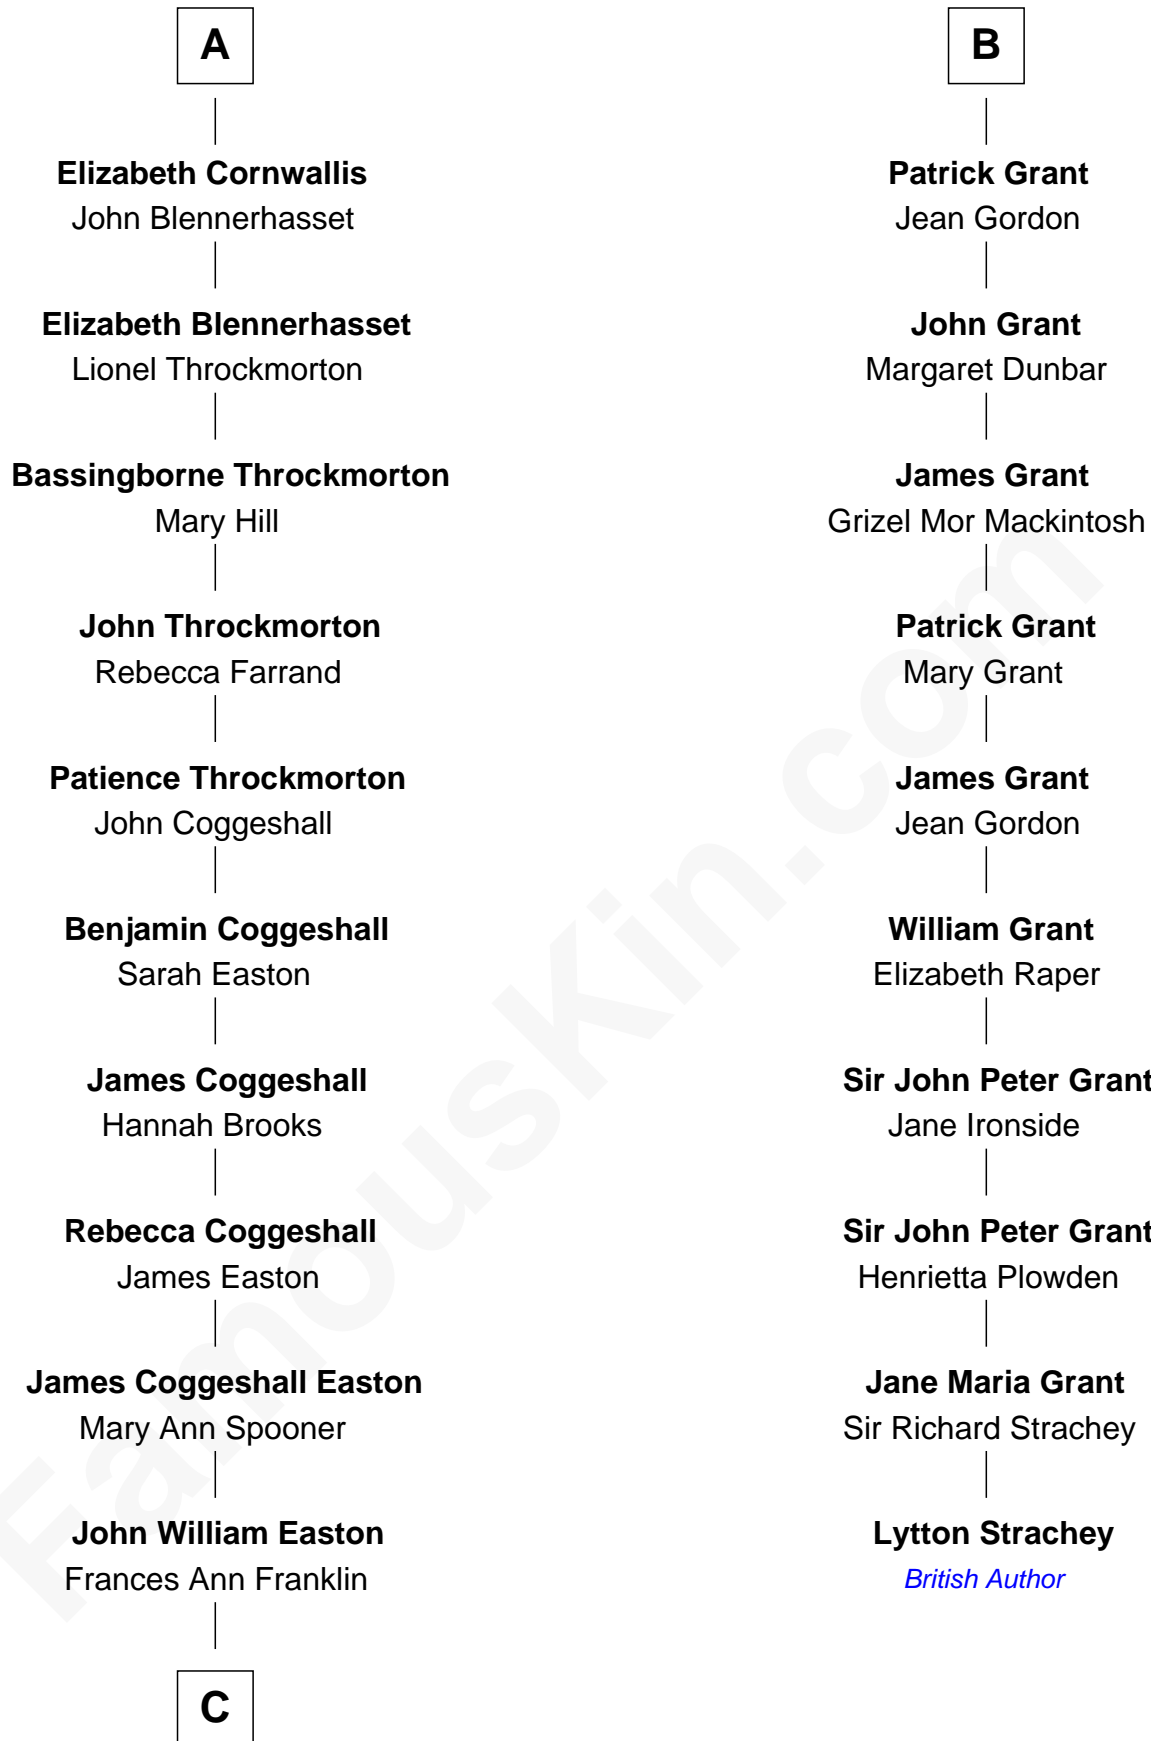 A
Elizabeth Cornwallis
John Blennerhasset
Elizabeth Blennerhasset
Lionel Throckmorton
Bassingborne Throckmorton
Mary Hill
John Throckmorton
Rebecca Farrand
Patience Throckmorton
John Coggeshall
Benjamin Coggeshall
Sarah Easton
James Coggeshall
Hannah Brooks
Rebecca Coggeshall
James Easton
James Coggeshall Easton
Mary Ann Spooner
John William Easton
Frances Ann Franklin
C
B
Patrick Grant
Jean Gordon
John Grant
Margaret Dunbar
James Grant
Grizel Mor Mackintosh
Patrick Grant
Mary Grant
James Grant
Jean Gordon
William Grant
Elizabeth Raper
Sir John Peter Grant
Jane Ironside
Sir John Peter Grant
Henrietta Plowden
Jane Maria Grant
Sir Richard Strachey
Lytton Strachey
British Author
FamousKin.com